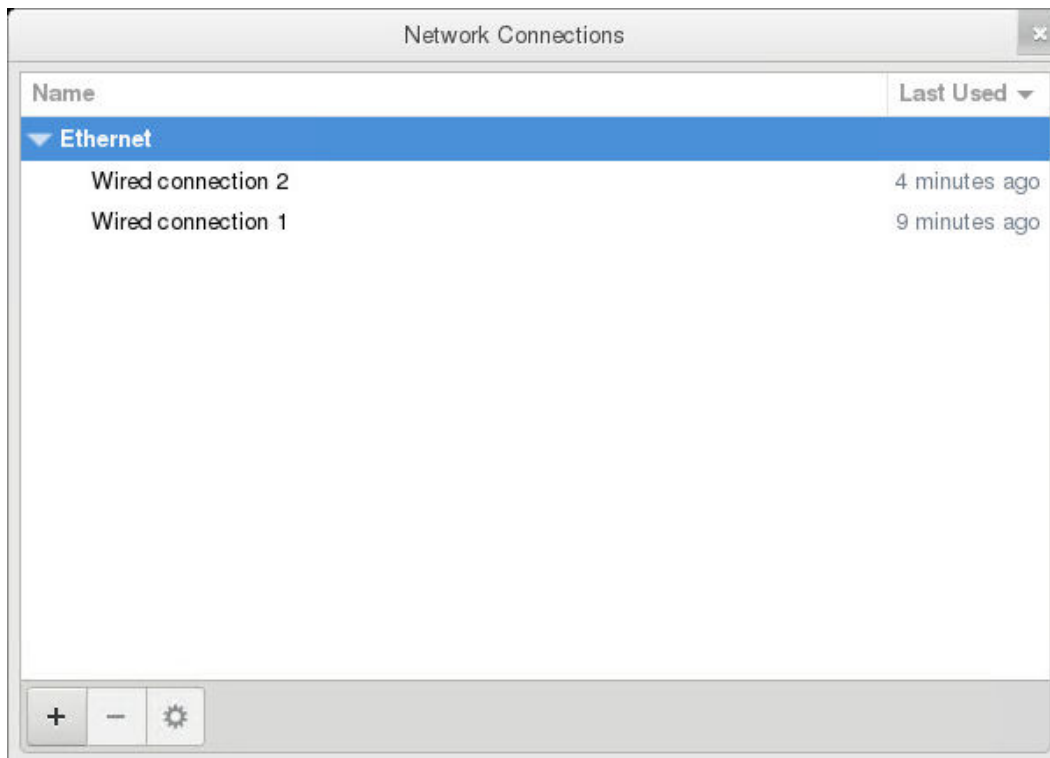 Network Connections
Name Last Used
Ethernet
Wired connection 2 4 minutes ago
Wired connection 1 9 minutes ago